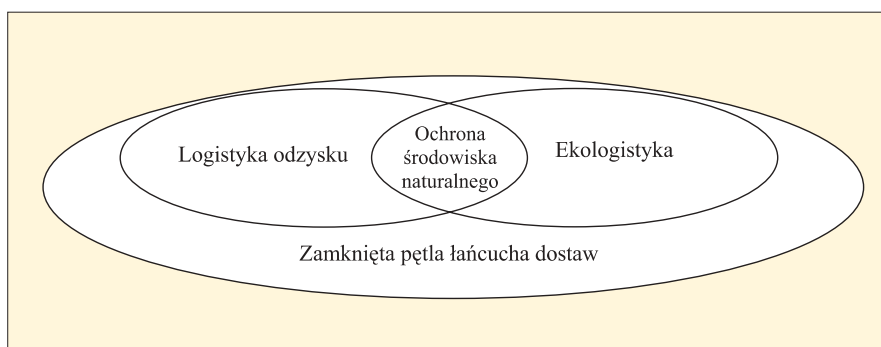 Logistyka odzysku
Ochrona
środowiska
naturalnego
Ekologistyka
Zamknięta pętla łańcucha dostaw